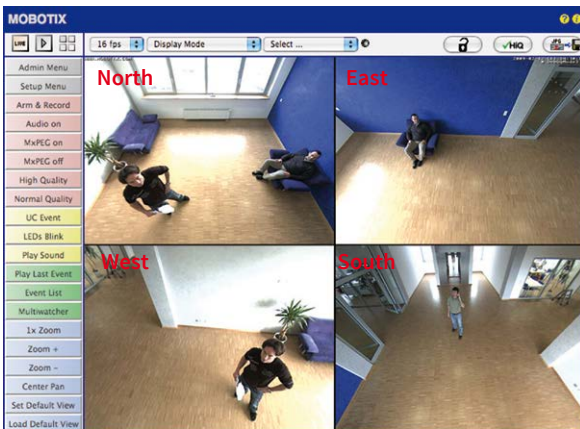 MOBOTIX
LIVE
16 fps
Display Mode
Select ...
HiQ
JPG
Admin Menu
Setup Menu
Arm & Record
Audio on
MxPEG on
MxPEG off
High Quality
Normal Quality
UC Event
LEDs Blink
Play Sound
Play Last Event
Event List
Multiwatcher
1x Zoom
Zoom +
Zoom -
Center Pan
Set Default View
Load Default View
North
East
West
South